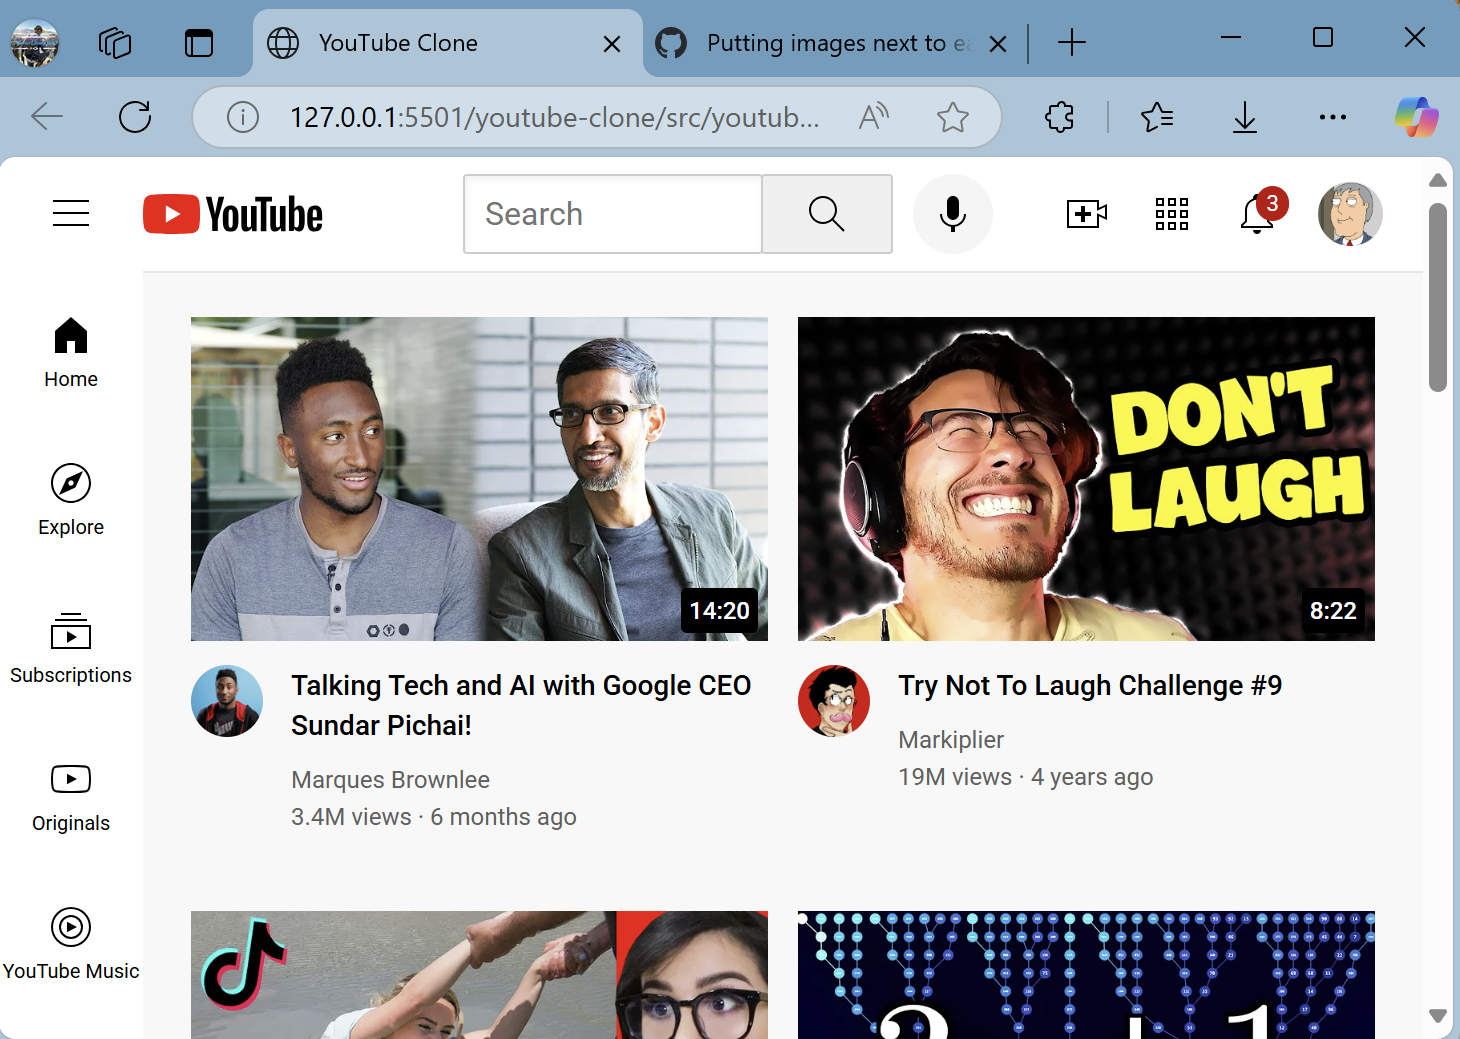 YouTube Clone
Putting images next to ea
127.0.0.1:5501/youtube-clone/src/youtub...
YouTube
Search
3
Home
Explore
Subscriptions
Originals
YouTube Music
14:20
Talking Tech and AI with Google CEO
Sundar Pichai!
Marques Brownlee
3.4M views · 6 months ago
DON'T
LAUGH
8:22
Try Not To Laugh Challenge #9
Markiplier
19M views · 4 years ago